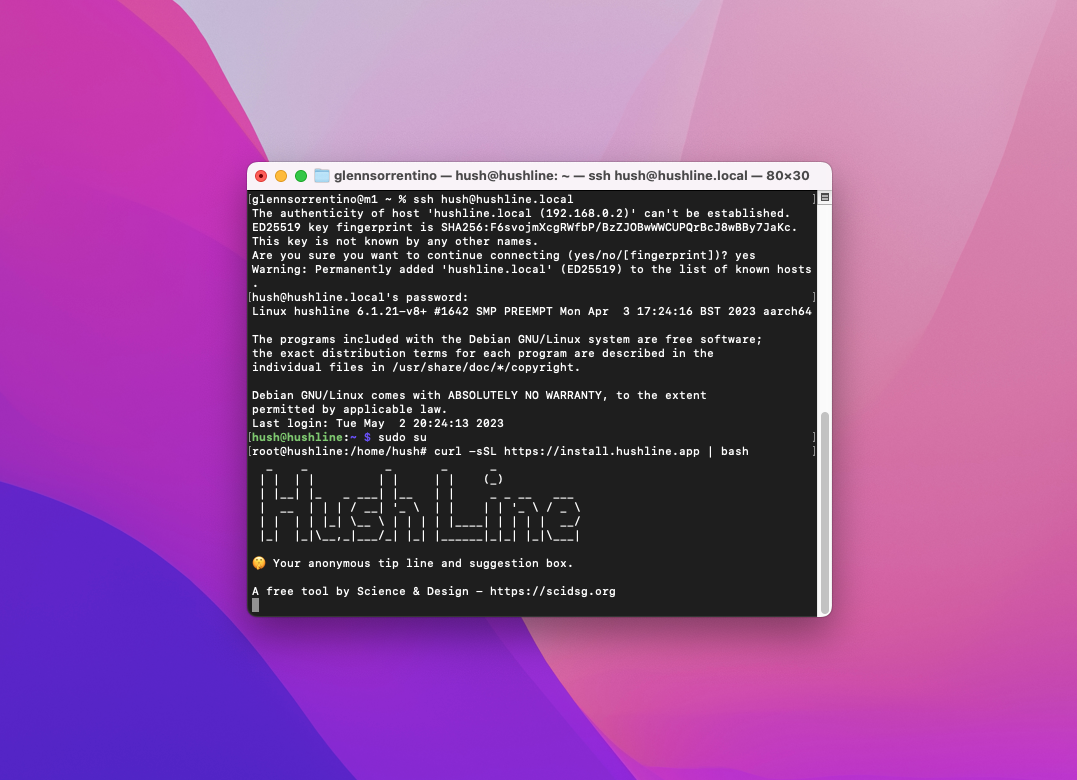 glennsorrentino — hush@hushline: ~ — ssh hush@hushline.local — 80×30
[glennsorrentino@m1 ~ % ssh hush@hushline.local ]
The authenticity of host 'hushline.local (192.168.0.2)' can't be established.
ED25519 key fingerprint is SHA256:F6svojmXcgRWfbP/BzZJOBwWWCUPQrBcJ8wBBy7JaKc.
This key is not known by any other names.
Are you sure you want to continue connecting (yes/no/[fingerprint])? yes
Warning: Permanently added 'hushline.local' (ED25519) to the list of known hosts
.
[hush@hushline.local's password: ]
Linux hushline 6.1.21-v8+ #1642 SMP PREEMPT Mon Apr  3 17:24:16 BST 2023 aarch64
The programs included with the Debian GNU/Linux system are free software;
the exact distribution terms for each program are described in the
individual files in /usr/share/doc/*/copyright.
Debian GNU/Linux comes with ABSOLUTELY NO WARRANTY, to the extent
permitted by applicable law.
Last login: Tue May  2 20:24:13 2023
[hush@hushline:~ $ sudo su ]
[root@hushline:/home/hush# curl -sSL https://install.hushline.app | bash ]
HushLine
🤫 Your anonymous tip line and suggestion box.
A free tool by Science & Design - https://scidsg.org